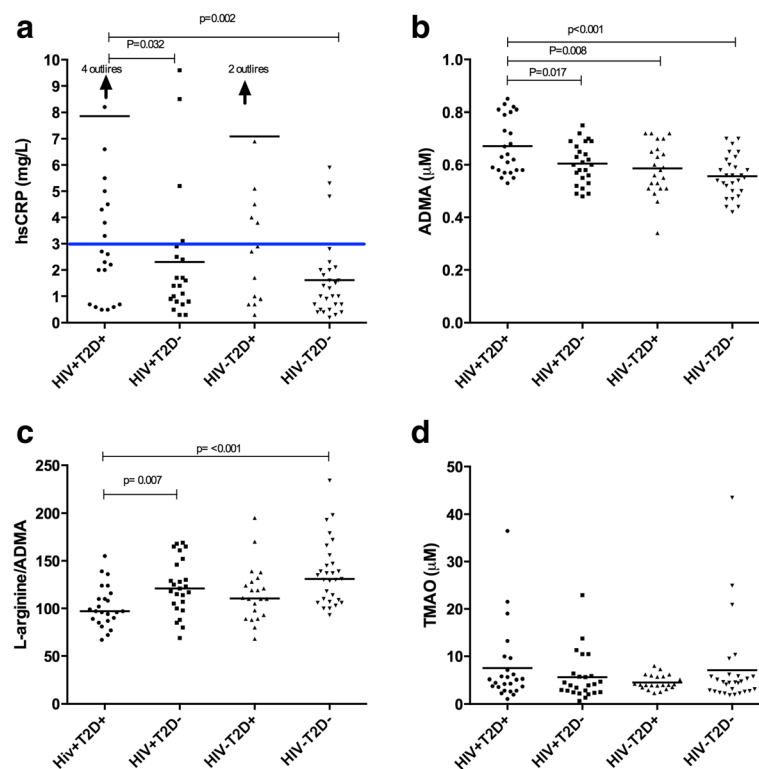 a
p=0.002
P=0.032
4 outlires
2 outlires
hsCRP (mg/L)
10
9
8
7
6
5
4
3
2
1
0
HIV+T2D+
HIV+T2D-
HIV-T2D+
HIV-T2D-
b
p<0.001
P=0.008
P=0.017
ADMA (μM)
1.0
0.8
0.6
0.4
0.2
0.0
HIV+T2D+
HIV+T2D-
HIV-T2D+
HIV-T2D-
c
p= <0.001
p= 0.007
L-arginine/ADMA
250
200
150
100
50
0
Hiv+T2D+
HIV+T2D-
HIV-T2D+
HIV-T2D-
d
TMAO (μM)
50
40
30
20
10
0
HIV+T2D+
HIV+T2D-
HIV-T2D+
HIV-T2D-